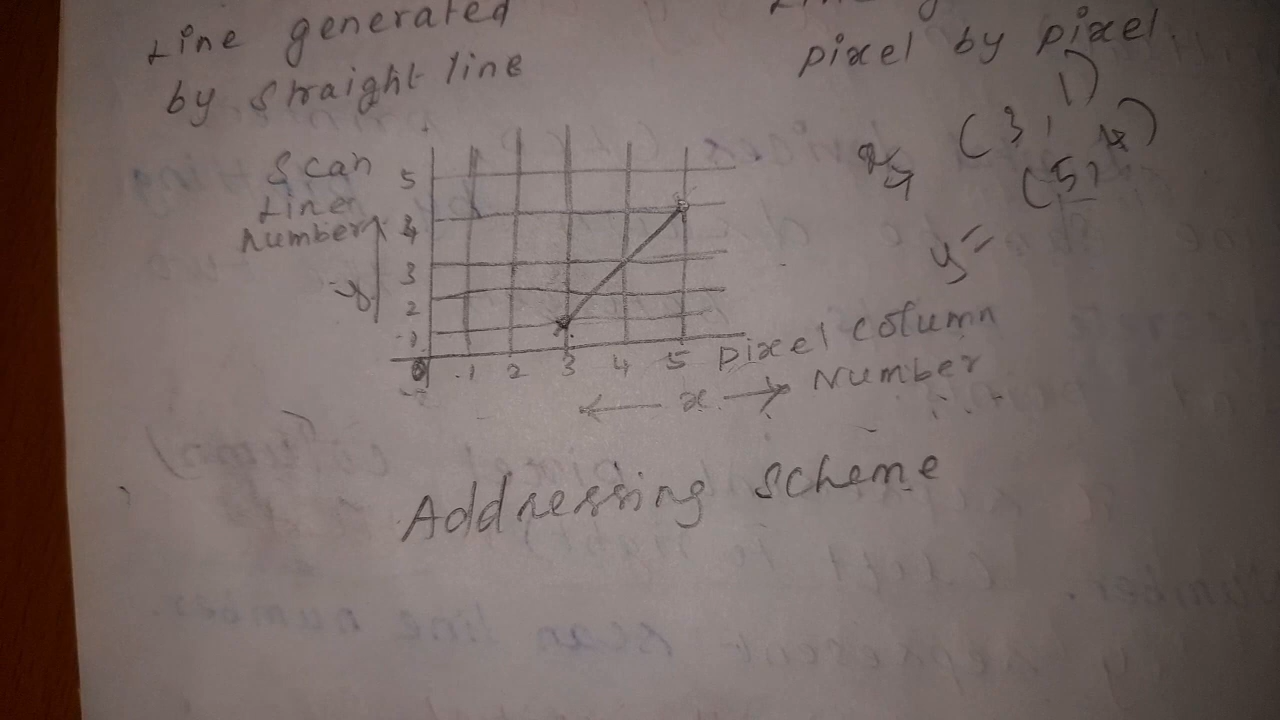 Line generated
by Straight line
pixel by pixel.
(3, 1)
(5, 4)
y =
Scan
Line
Number
y
5
4
3
2
1
0 1 2 3 4 5 Pixel Column
Number
x
Addressing Scheme